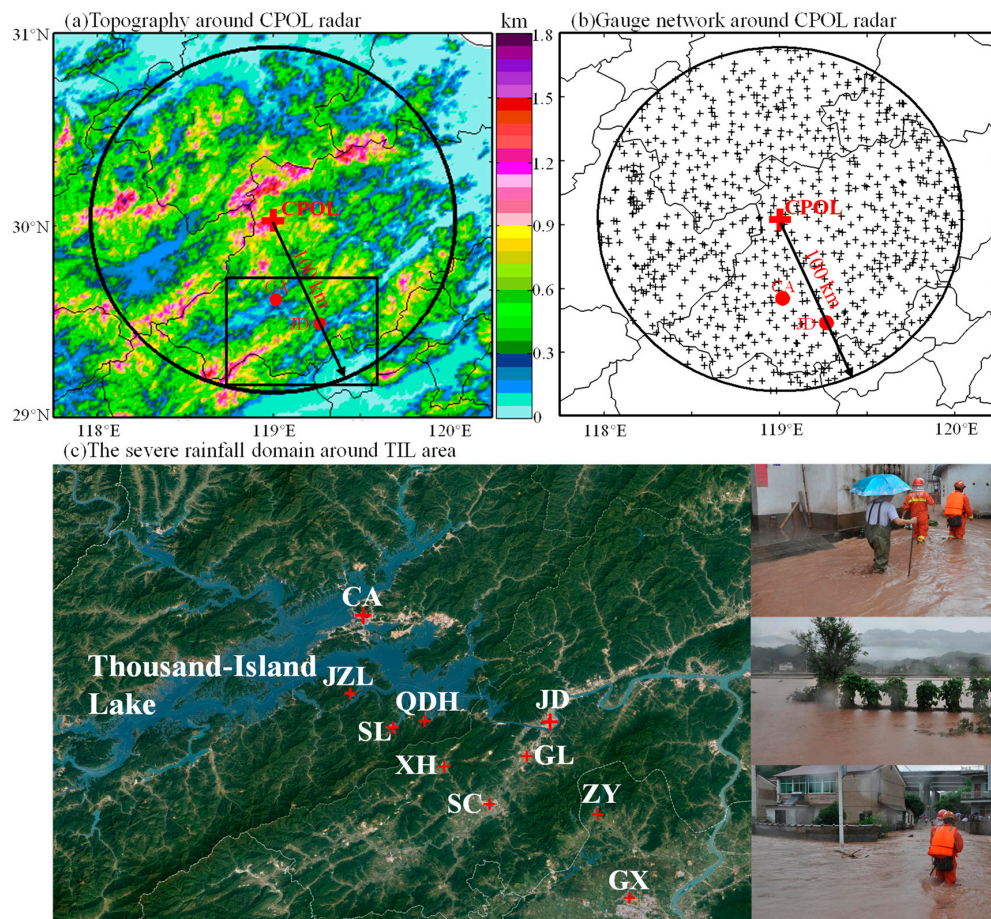 (a)Topography around CPOL radar
km
(b)Gauge network around CPOL radar
31°N
30°N
29°N
1.8
1.5
1.2
0.9
0.6
0.3
0
CPOL
100 km
CA
JD
118°E
119°E
120°E
CPOL
100 km
CA
JD
118°E
119°E
120°E
(c)The severe rainfall domain around TIL area
CA
Thousand-Island
Lake
JZL
QDH
JD
SL
XH
GL
SC
ZY
GX